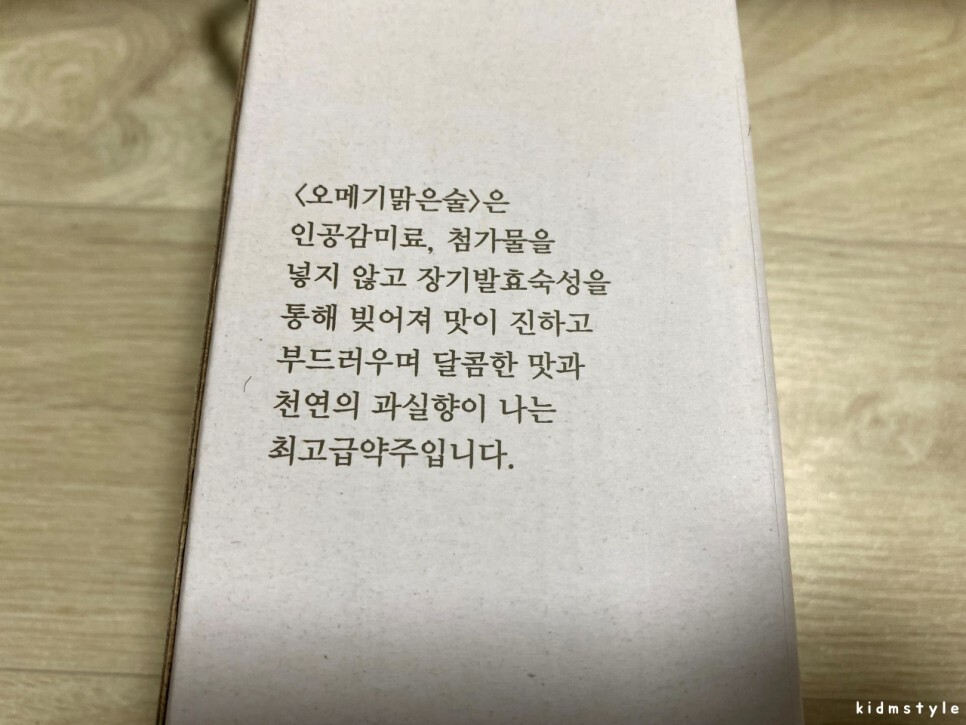 〈오메기맑은술〉은
인공감미료, 첨가물을
넣지 않고 장기발효숙성을
통해 빚어져 맛이 진하고
부드러우며 달콤한 맛과
천연의 과실향이 나는
최고급약주입니다.
kidmstyle